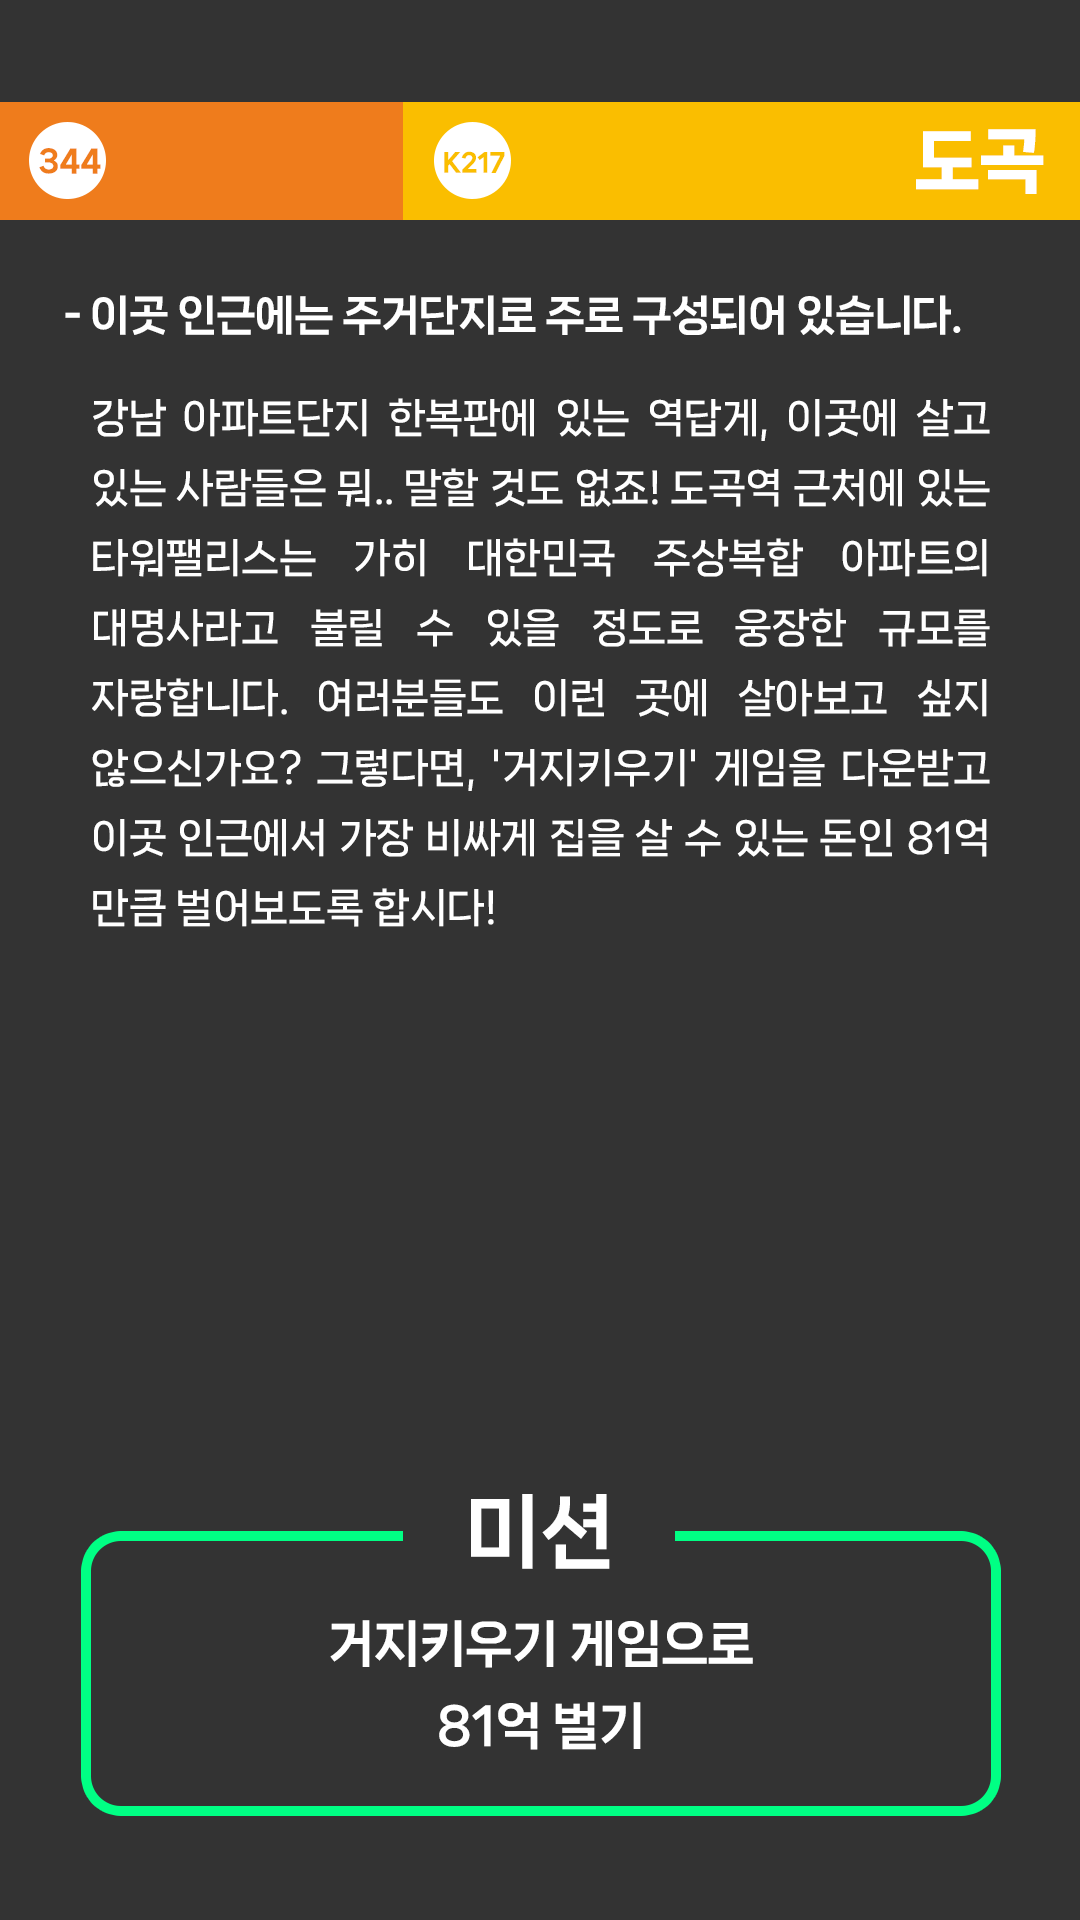 344
K217
도곡
- 이곳 인근에는 주거단지로 주로 구성되어 있습니다.
강남 아파트단지 한복판에 있는 역답게, 이곳에 살고
있는 사람들은 뭐.. 말할 것도 없죠! 도곡역 근처에 있는
타워팰리스는 가히 대한민국 주상복합 아파트의
대명사라고 불릴 수 있을 정도로 웅장한 규모를
자랑합니다. 여러분들도 이런 곳에 살아보고 싶지
않으신가요? 그렇다면, '거지키우기' 게임을 다운받고
이곳 인근에서 가장 비싸게 집을 살 수 있는 돈인 81억
만큼 벌어보도록 합시다!
미션
거지키우기 게임으로
81억 벌기